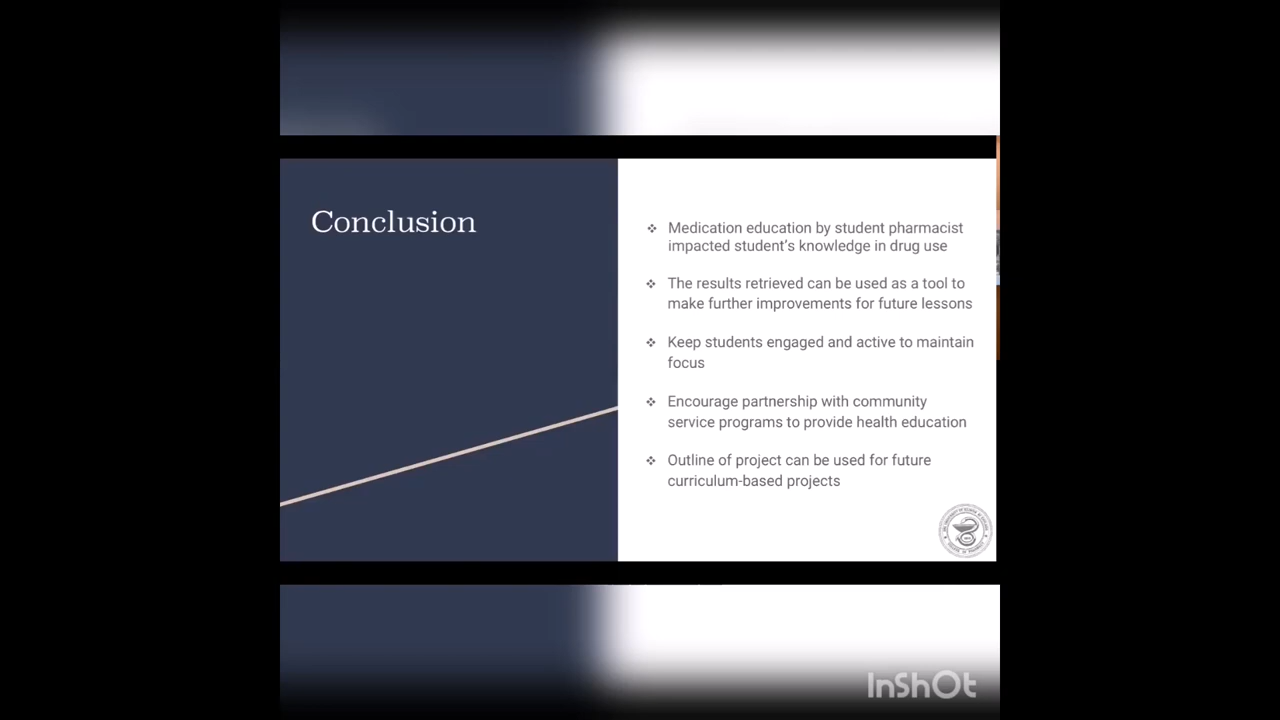 Conclusion
❖ Medication education by student pharmacist
impacted student's knowledge in drug use
❖ The results retrieved can be used as a tool to
make further improvements for future lessons
❖ Keep students engaged and active to maintain
focus
❖ Encourage partnership with community
service programs to provide health education
❖ Outline of project can be used for future
curriculum-based projects
InShOt